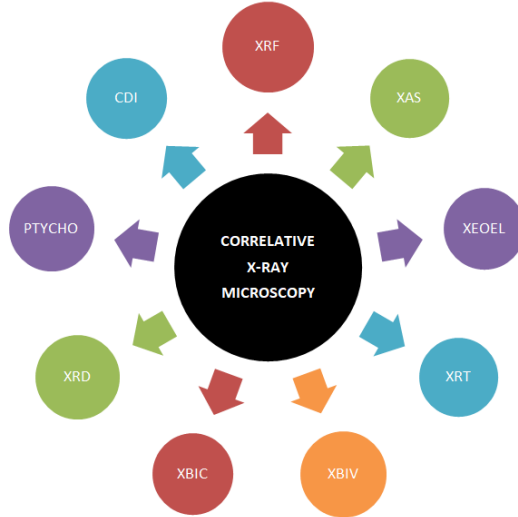 XRF
CDI
XAS
PTYCHO
XEOEL
CORRELATIVE
X-RAY
MICROSCOPY
XRD
XRT
XBIC
XBIV